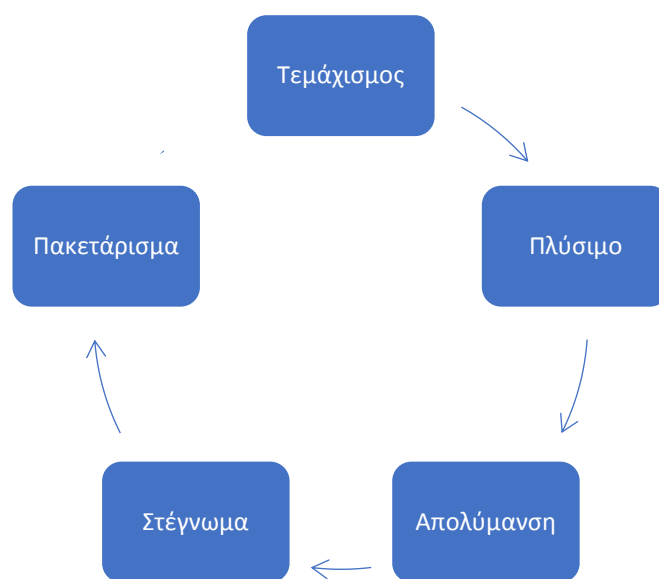 Τεμάχισμος
Πλύσιμο
Απολύμανση
Στέγνωμα
Πακετάρισμα